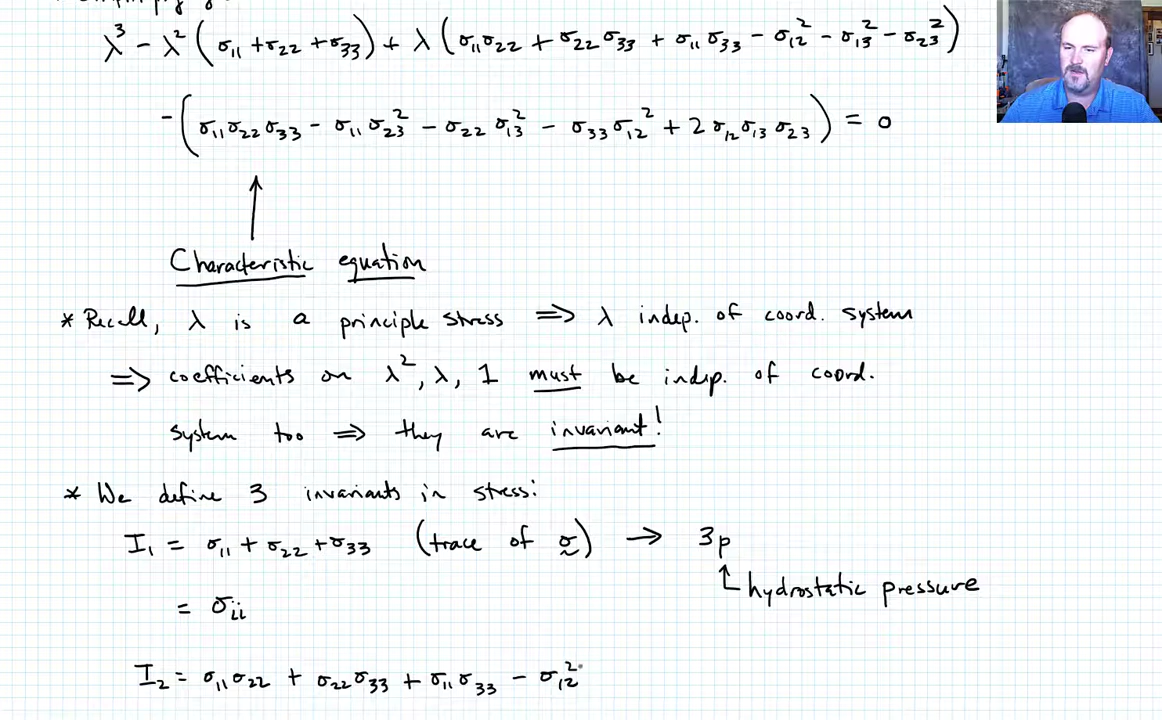 λ³ - λ² (σ₁₁ + σ₂₂ + σ₃₃) + λ (σ₁₁σ₂₂ + σ₂₂σ₃₃ + σ₁₁σ₃₃ - σ₁₂² - σ₁₃² - σ₂₃²)
-(σ₁₁σ₂₂σ₃₃ - σ₁₁σ₂₃² - σ₂₂σ₁₃² - σ₃₃σ₁₂² + 2σ₁₂σ₁₃σ₂₃) = 0
Characteristic equation
* Recall, λ is a principle stress ⇒ λ indep. of coord. system
⇒ coefficients on λ², λ, 1 must be indep. of coord.
system too ⇒ they are invariant!
* We define 3 invariants in stress:
I₁ = σ₁₁ + σ₂₂ + σ₃₃ (trace of σ) → 3p
hydrostatic pressure
= σᵢᵢ
I₂ = σ₁₁σ₂₂ + σ₂₂σ₃₃ + σ₁₁σ₃₃ - σ₁₂²